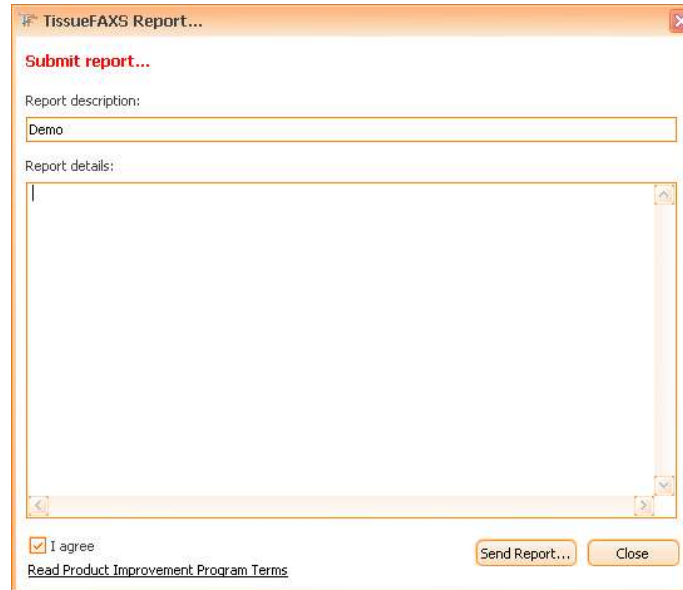 TissueFAXS Report...
Submit report...
Report description:
Demo
Report details:
I agree
Send Report... Close
Read Product Improvement Program Terms